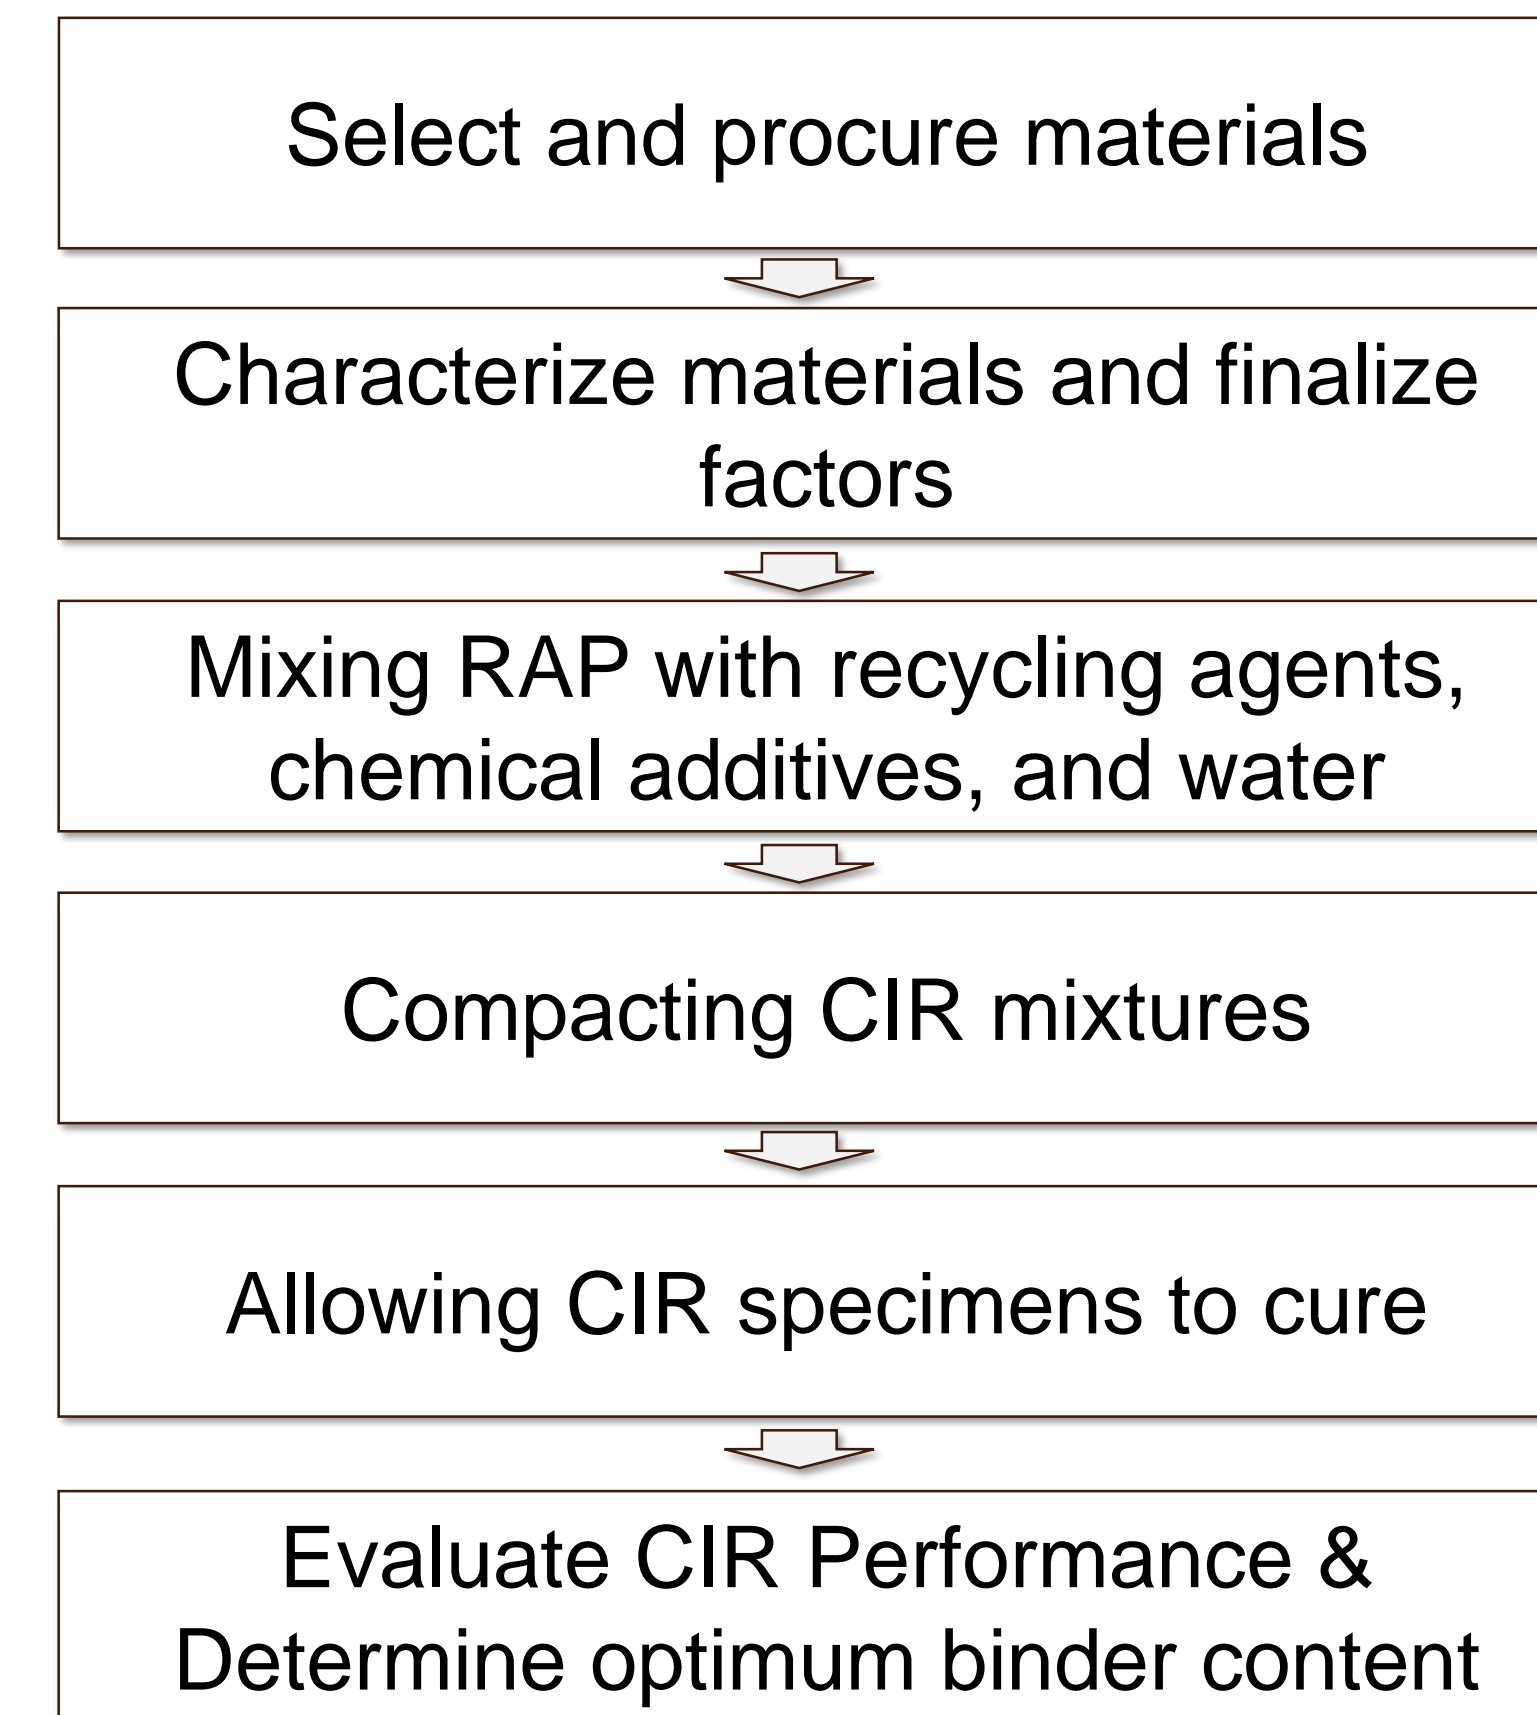 Select and procure materials
Characterize materials and finalize
factors
Mixing RAP with recycling agents,
chemical additives, and water
Compacting CIR mixtures
Allowing CIR specimens to cure
Evaluate CIR Performance &
Determine optimum binder content